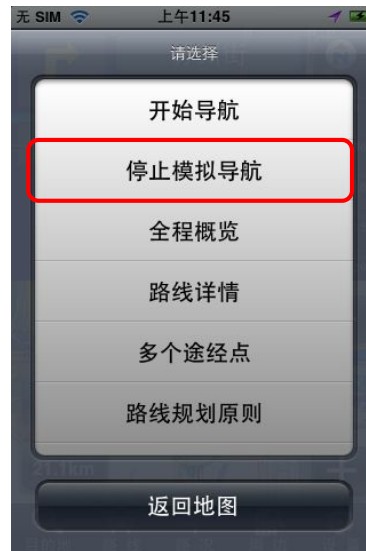 无 SIM 上午11:45
请选择
开始导航
停止模拟导航
全程概览
路线详情
多个途经点
路线规划原则
21.1km
返回地图